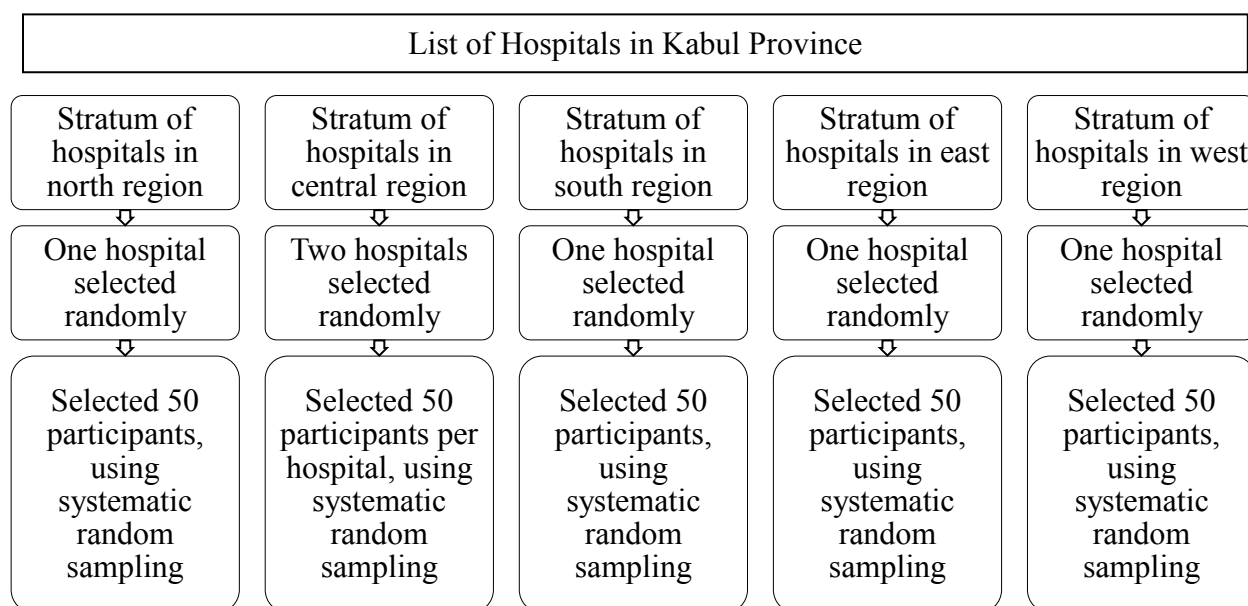 List of Hospitals in Kabul Province
Stratum of
hospitals in
north region
Stratum of
hospitals in
central region
Stratum of
hospitals in
south region
Stratum of
hospitals in east
region
Stratum of
hospitals in west
region
One hospital
selected
randomly
Two hospitals
selected
randomly
One hospital
selected
randomly
One hospital
selected
randomly
One hospital
selected
randomly
Selected 50
participants,
using
systematic
random
sampling
Selected 50
participants per
hospital, using
systematic
random
sampling
Selected 50
participants,
using
systematic
random
sampling
Selected 50
participants,
using
systematic
random
sampling
Selected 50
participants,
using
systematic
random
sampling